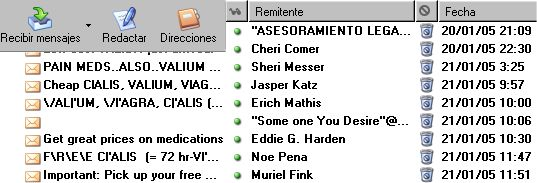 Recibir mensajes Redactar Direcciones Remitente Fecha
"ASESORAMIENTO LEGA... 20/01/05 21:09
Cheri Comer 20/01/05 22:30
PAIN MEDS..ALSO..VALIUM ... Sheri Messer 21/01/05 3:25
Cheap CIALIS, VALIUM, VIAG... Jasper Katz 21/01/05 9:57
\/AL|'UM, \/I'AGRA, C|'ALIS (... Erich Mathis 21/01/05 10:00
"Some one You Desire"@... 21/01/05 10:06
Get great prices on medications Eddie G. Harden 21/01/05 10:30
F\R\E\E CI'ALIS (= 72 hr-VI'... Noe Pena 21/01/05 11:47
Important: Pick up your free ... Muriel Fink 21/01/05 11:51